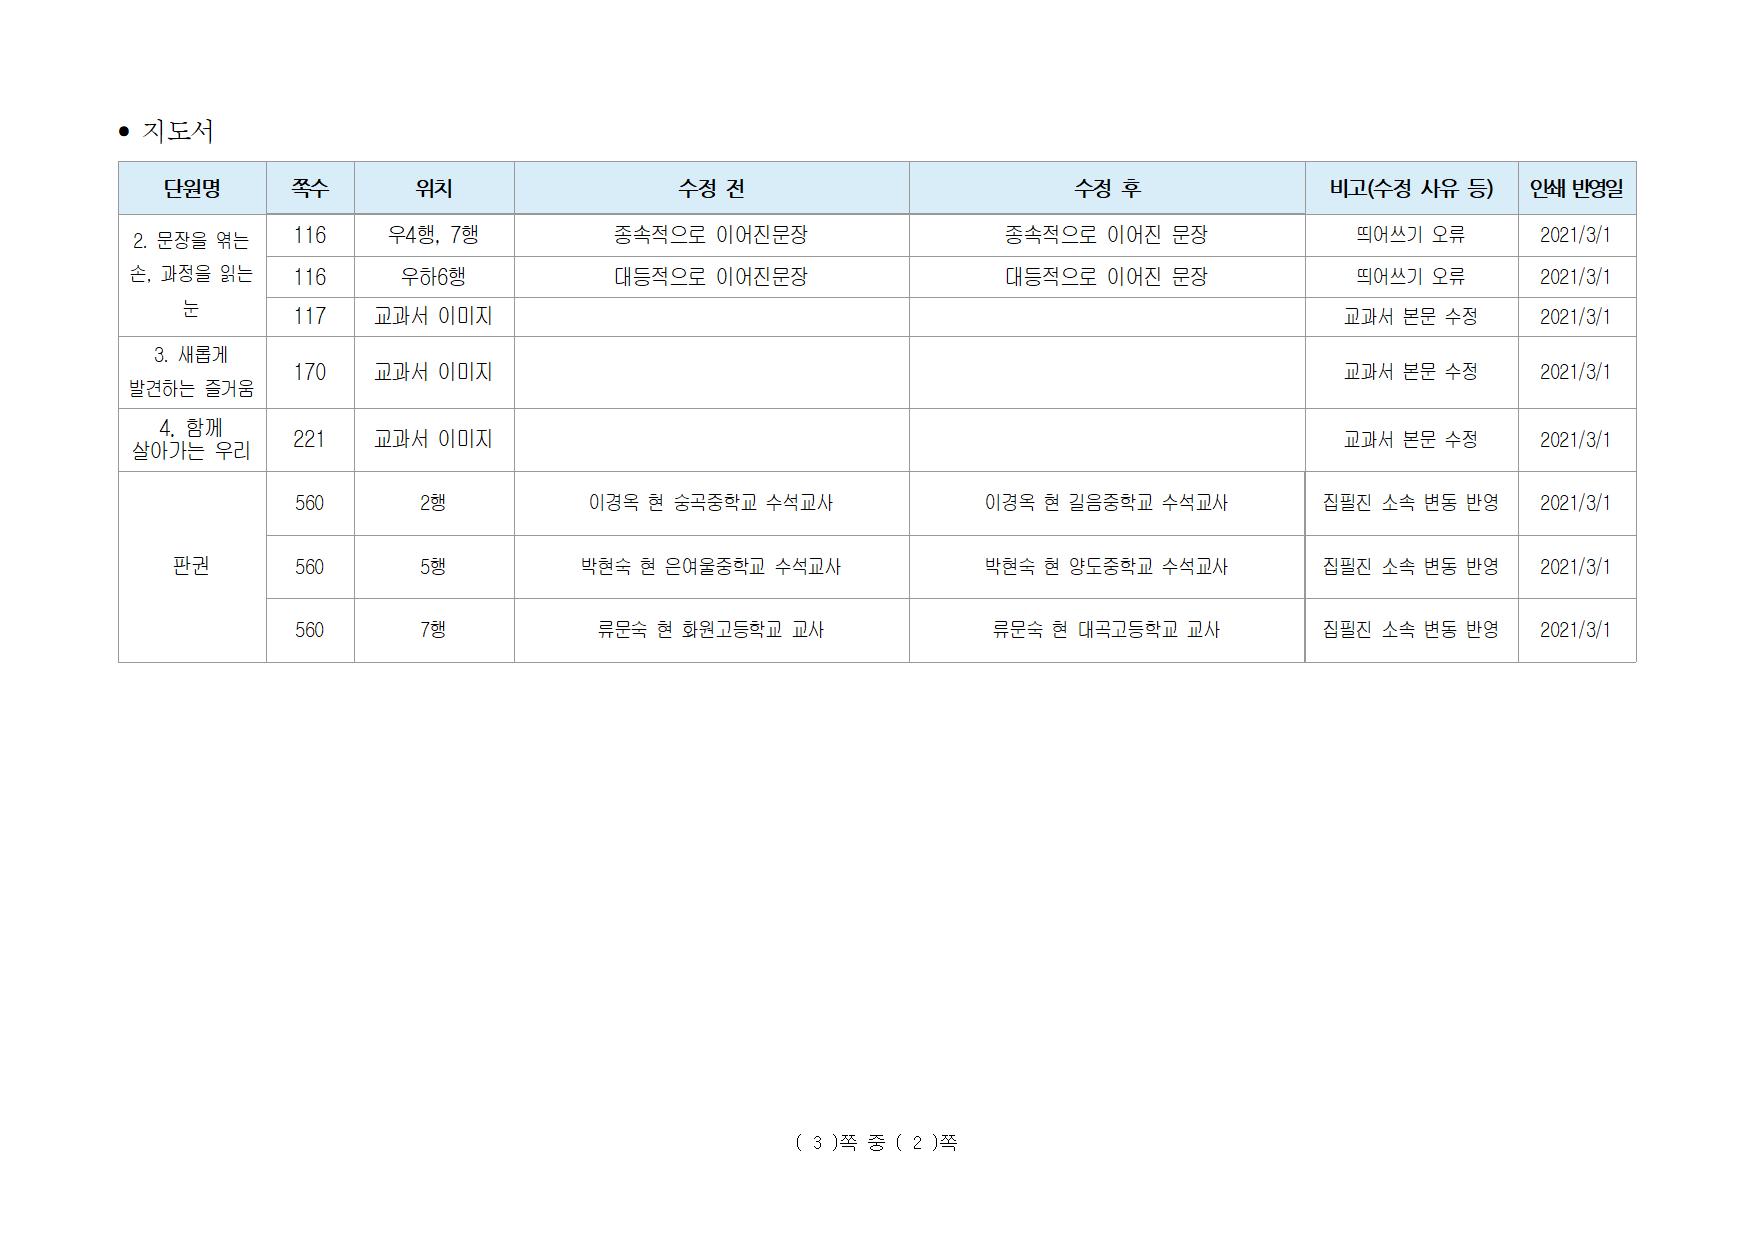 • 지도서
단원명 쪽수 위치 수정 전 수정 후 비고(수정 사유 등) 인쇄 반영일
2. 문장을 엮는
손, 과정을 읽는
눈
116 우4행, 7행 종속적으로 이어진문장 종속적으로 이어진 문장 띄어쓰기 오류 2021/3/1
116 우하6행 대등적으로 이어진문장 대등적으로 이어진 문장 띄어쓰기 오류 2021/3/1
117 교과서 이미지 교과서 본문 수정 2021/3/1
3. 새롭게
발견하는 즐거움
170 교과서 이미지 교과서 본문 수정 2021/3/1
4. 함께
살아가는 우리
221 교과서 이미지 교과서 본문 수정 2021/3/1
판권
560 2행 이경옥 현 숭곡중학교 수석교사 이경옥 현 길음중학교 수석교사 집필진 소속 변동 반영 2021/3/1
560 5행 박현숙 현 은여울중학교 수석교사 박현숙 현 양도중학교 수석교사 집필진 소속 변동 반영 2021/3/1
560 7행 류문숙 현 화원고등학교 교사 류문숙 현 대곡고등학교 교사 집필진 소속 변동 반영 2021/3/1
( 3 )쪽 중 ( 2 )쪽